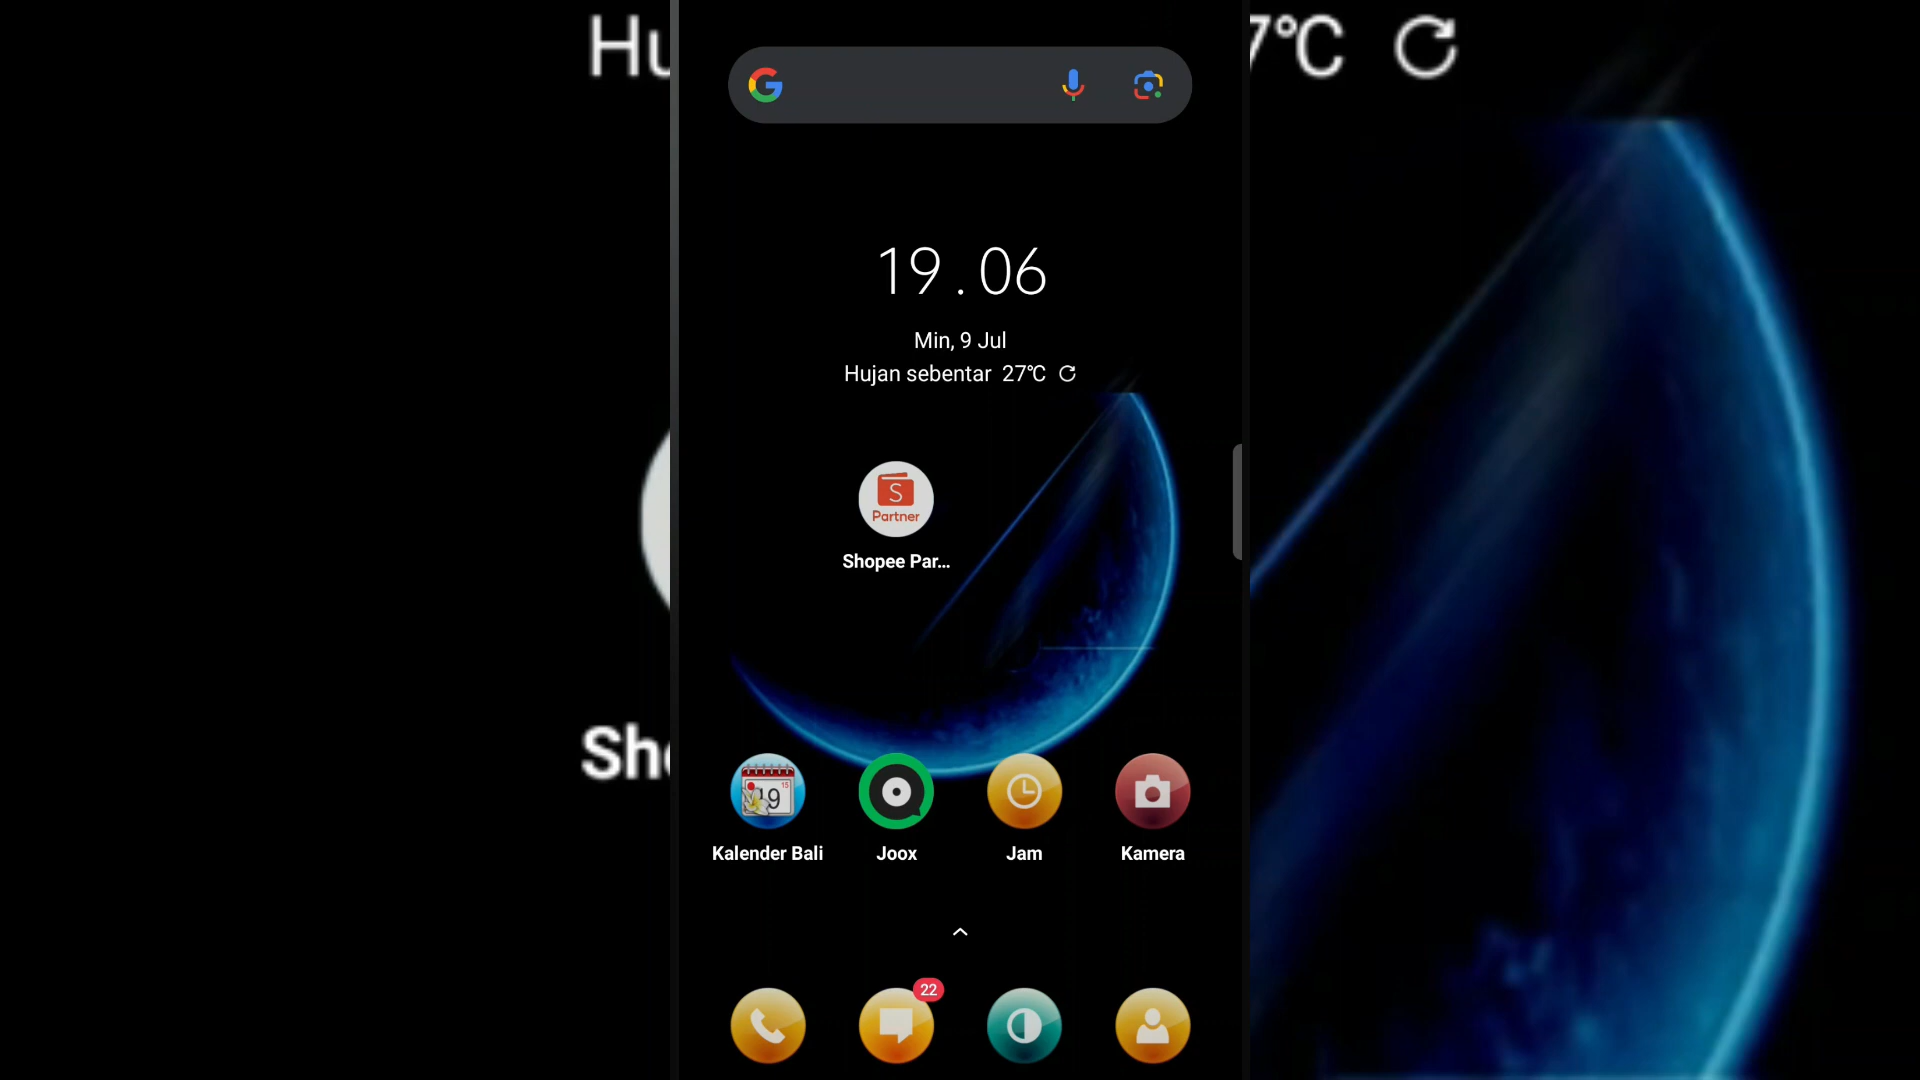 19.06
Min, 9 Jul
Hujan sebentar 27℃
S
Partner
Shopee Par...
15
19
Kalender Bali
Joox
Jam
Kamera
22
Hu
7℃
Sh